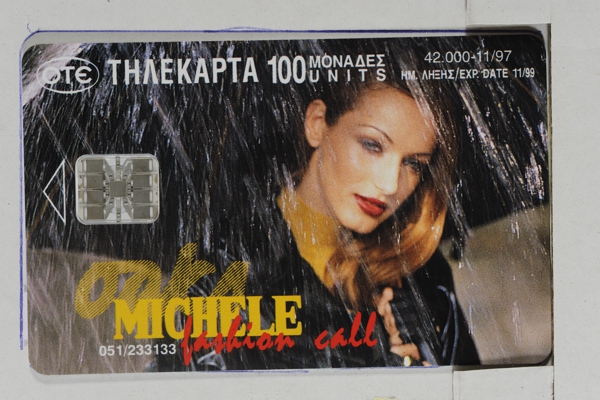 OTE ΤΗΛΕΚΑΡΤΑ 100 ΜΟΝΑΔΕΣ UNITS
42.000-11/97
ΗΜ. ΛΗΞΗΣ/EXP. DATE 11/99
MICHELE
fashion call
051/233133